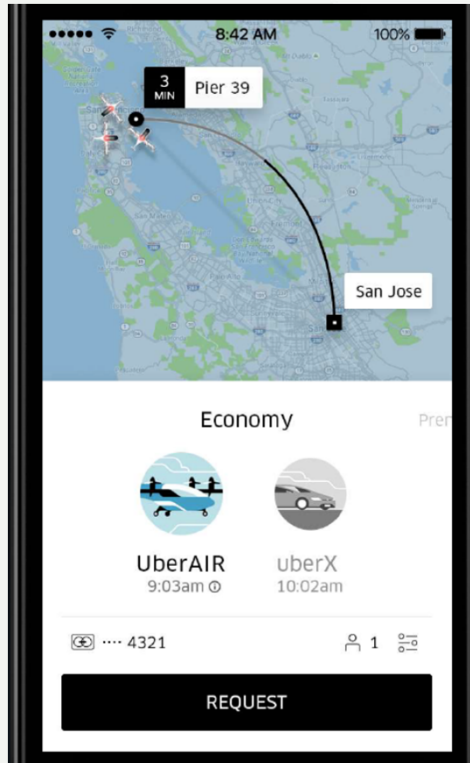 8:42 AM
100%
3 MIN
Pier 39
San Jose
Economy
Prer
UberAIR
uberX
9:03am
10:02am
•••• 4321
1
REQUEST